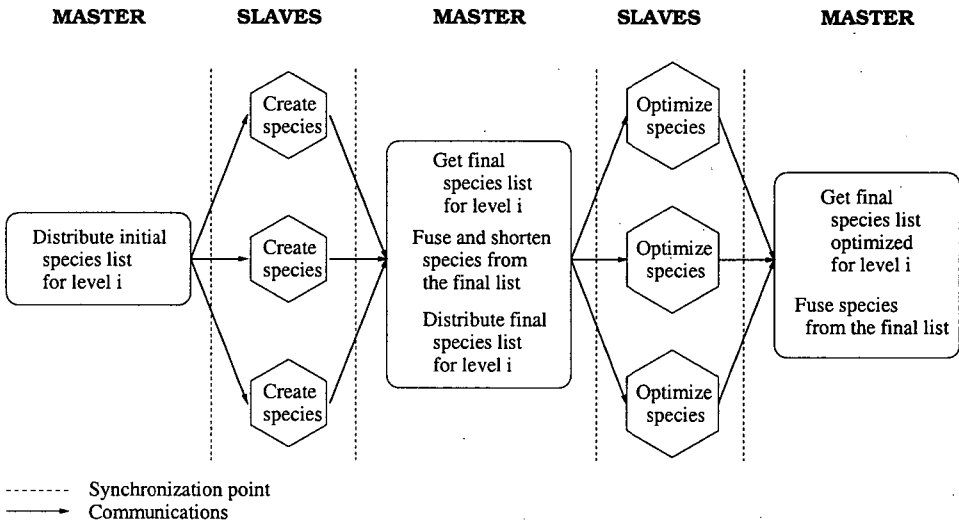 MASTER
SLAVES
MASTER
SLAVES
MASTER
Distribute initial
species list
for level i
Create
species
Create
species
Create
species
Get final
species list
for level i
Fuse and shorten
species from
the final list
Distribute final
species list
for level i
Optimize
species
Optimize
species
Optimize
species
Get final
species list
optimized
for level i
Fuse species
from the final list
Synchronization point
Communications